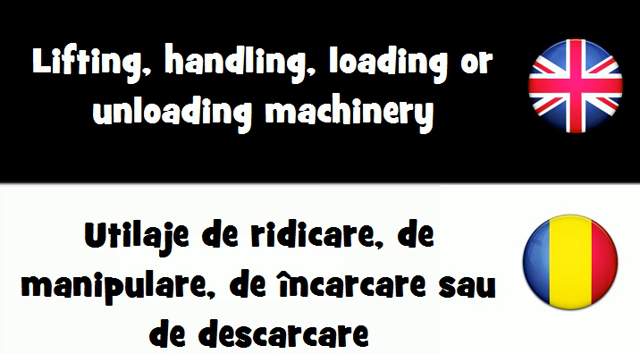 Lifting, handling, loading or
unloading machinery
Utilaje de ridicare, de
manipulare, de încarcare sau
de descarcare